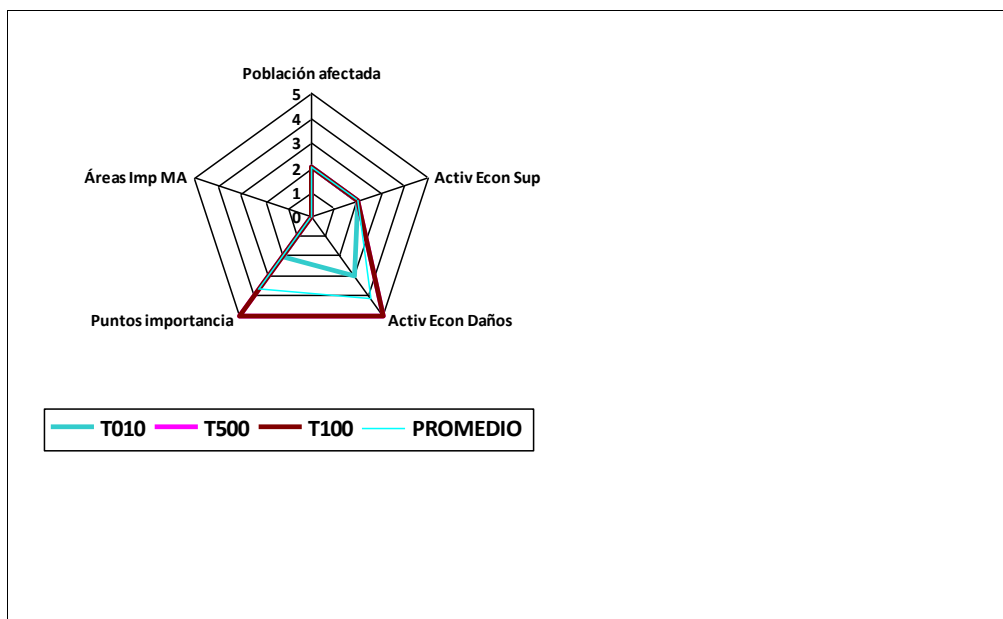 Población afectada
5
4
3
2
1
0
Áreas Imp MA
Activ Econ Sup
Puntos importancia
Activ Econ Daños
T010 T500 T100 PROMEDIO